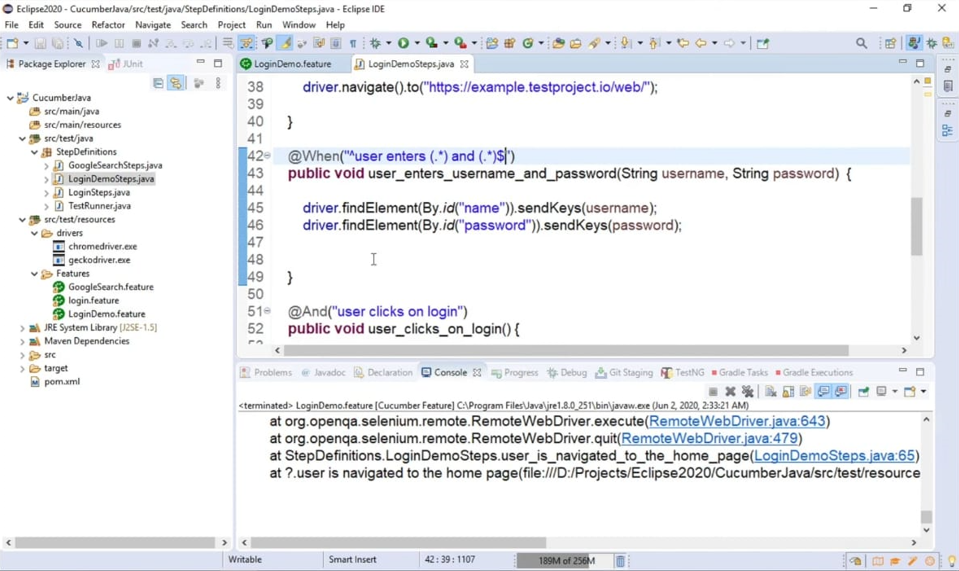 Eclipse2020 - CucumberJava/src/test/java/StepDefinitions/LoginDemoSteps.java - Eclipse IDE
File Edit Source Refactor Navigate Search Project Run Window Help
Package Explorer
JUnit
CucumberJava
src/main/java
src/main/resources
src/test/java
StepDefinitions
GoogleSearchSteps.java
LoginDemoSteps.java
LoginSteps.java
TestRunner.java
src/test/resources
drivers
chromedriver.exe
geckodriver.exe
Features
GoogleSearch.feature
login.feature
LoginDemo.feature
JRE System Library [J2SE-1.5]
Maven Dependencies
src
target
pom.xml
LoginDemo.feature
LoginDemoSteps.java
38 driver.navigate().to("https://example.testproject.io/web/");
39
40 }
41
42 @When("^user enters (.*) and (.*)$")
43 public void user_enters_username_and_password(String username, String password) {
44
45 driver.findElement(By.id("name")).sendKeys(username);
46 driver.findElement(By.id("password")).sendKeys(password);
47
48
49 }
50
51 @And("user clicks on login")
52 public void user_clicks_on_login() {
Problems Javadoc Declaration Console Progress Debug Git Staging TestNG Gradle Tasks Gradle Executions
<terminated> LoginDemo.feature [Cucumber Feature] C:\Program Files\Java\jre1.8.0_251\bin\javaw.exe (Jun 2, 2020, 2:33:21 AM)
at org.openqa.selenium.remote.RemoteWebDriver.execute(RemoteWebDriver.java:643)
at org.openqa.selenium.remote.RemoteWebDriver.quit(RemoteWebDriver.java:479)
at StepDefinitions.LoginDemoSteps.user_is_navigated_to_the_home_page(LoginDemoSteps.java:65)
at ?.user is navigated to the home page(file:///D:/Projects/Eclipse2020/CucumberJava/src/test/resource
Writable Smart Insert 42 : 39 : 1107 189M of 256M